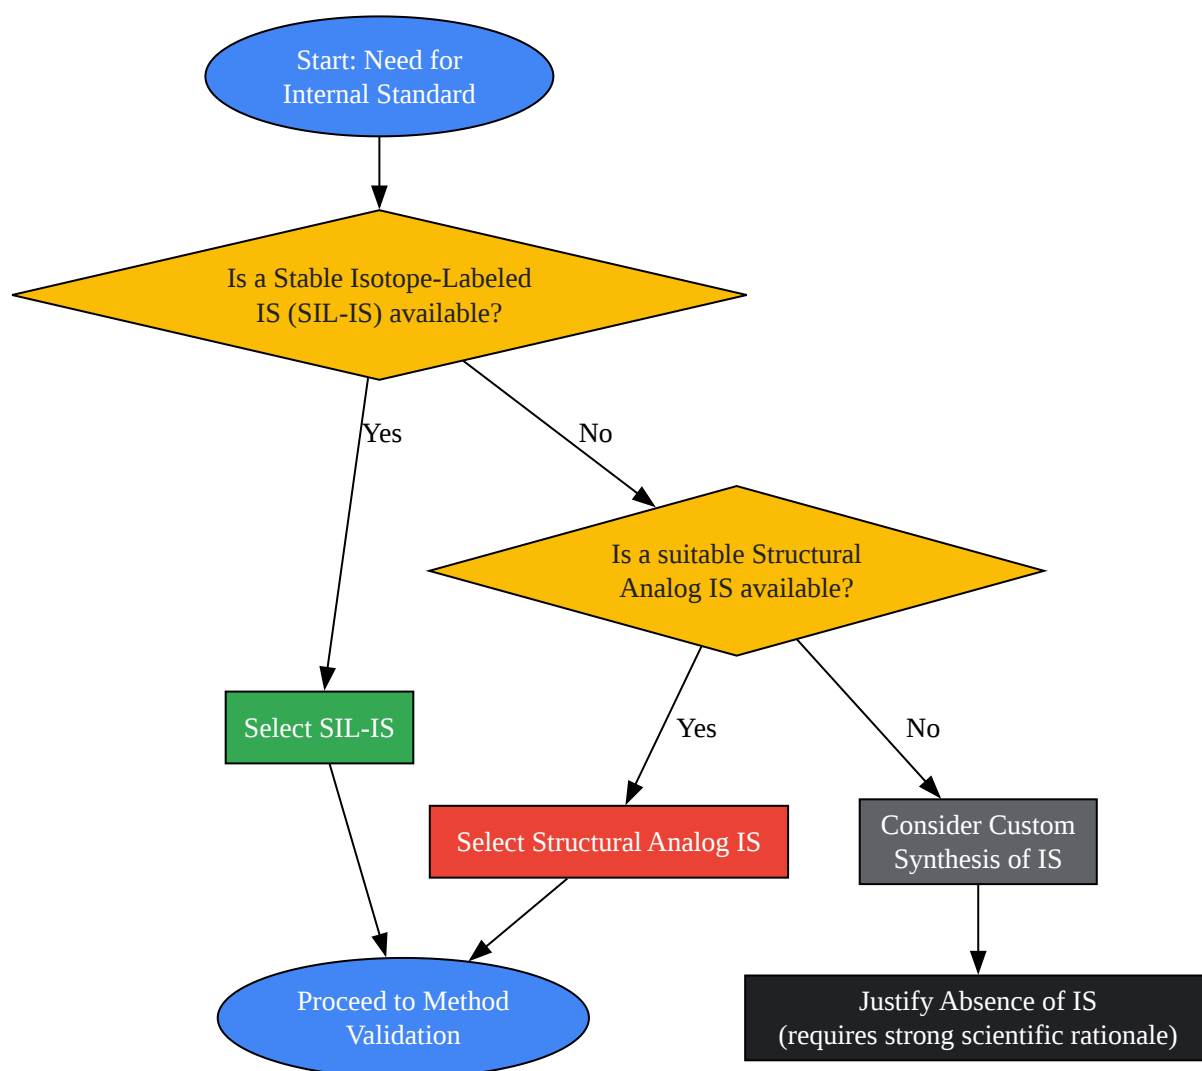 Start: Need for
Internal Standard
Is a Stable Isotope-Labeled
IS (SIL-IS) available?
Yes
No
Is a suitable Structural
Analog IS available?
Select SIL-IS
Yes
No
Select Structural Analog IS
Consider Custom
Synthesis of IS
Proceed to Method
Validation
Justify Absence of IS
(requires strong scientific rationale)